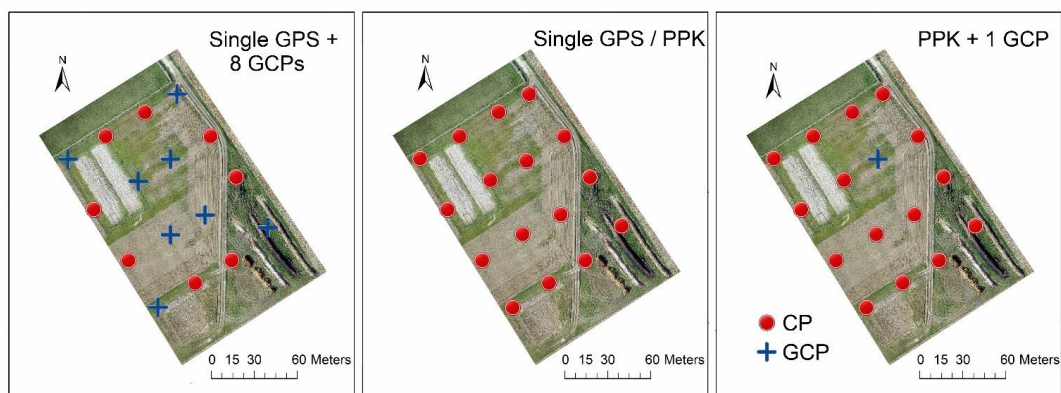 Single GPS +
8 GCPs
N
0 15 30 60 Meters
Single GPS / PPK
N
0 15 30 60 Meters
PPK + 1 GCP
N
CP
GCP
0 15 30 60 Meters